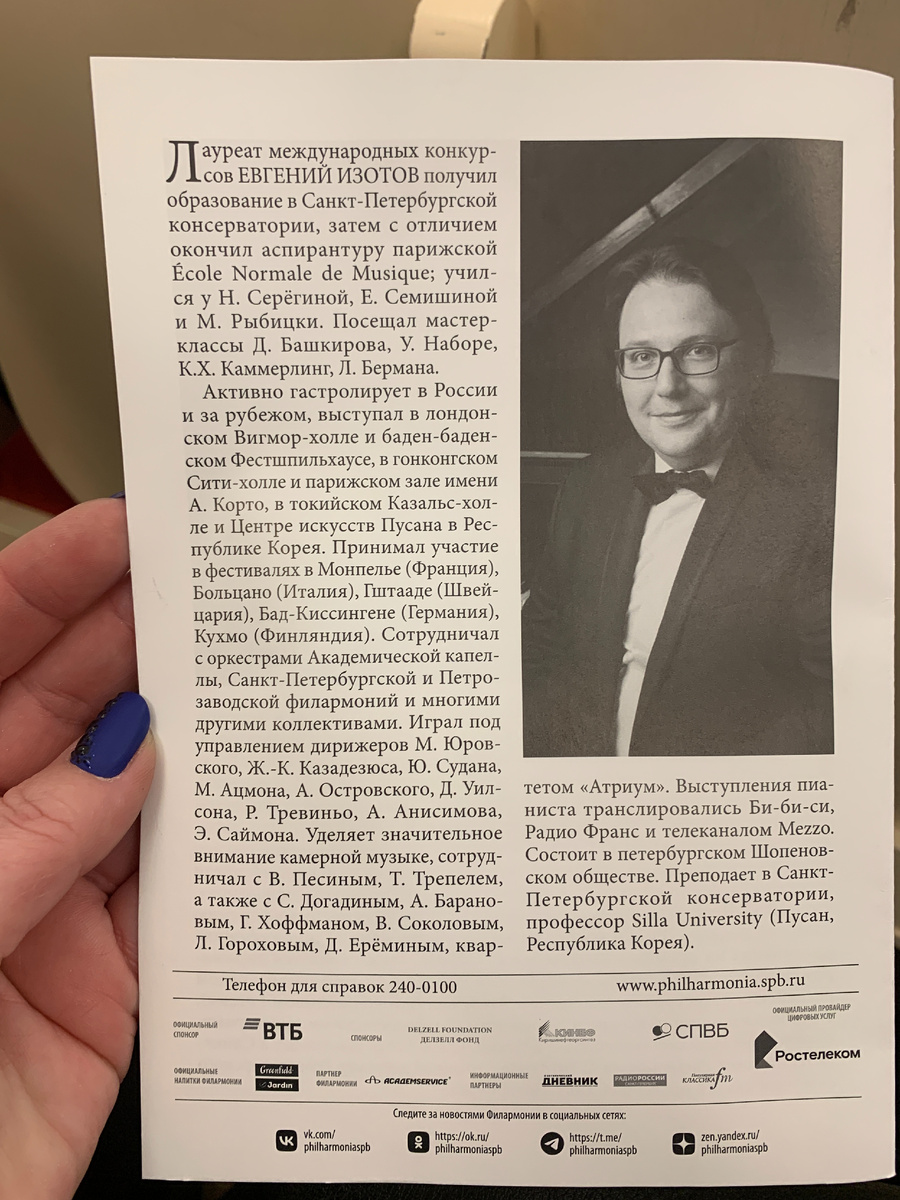 Лауреат международных конкур-
сов ЕВГЕНИЙ ИЗОТОВ получил
образование в Санкт-Петербургской
консерватории, затем с отличием
окончил аспирантуру парижской
École Normale de Musique; учил-
ся у Н. Серёгиной, Е. Семишиной
и М. Рыбицки. Посещал мастер-
классы Д. Башкирова, У. Наборе,
К.Х. Каммерлинг, Л. Бермана.
Активно гастролирует в России
и за рубежом, выступал в лондон-
ском Вигмор-холле и баден-баден-
ском Фестшпильхаусе, в гонконгском
Сити-холле и парижском зале имени
А. Корто, в токийском Казальс-хол-
ле и Центре искусств Пусана в Рес-
публике Корея. Принимал участие
в фестивалях в Монпелье (Франция),
Больцано (Италия), Гштааде (Швей-
цария), Бад-Киссингене (Германия),
Кухмо (Финляндия). Сотрудничал
с оркестрами Академической капел-
лы, Санкт-Петербургской и Петро-
заводской филармоний и многими
другими коллективами. Играл под
управлением дирижеров М. Юров-
ского, Ж.-К. Казадезюса, Ю. Судана,
М. Ацмона, А. Островского, Д. Уил-
сона, Р. Тревиньо, А. Анисимова,
Э. Саймона. Уделяет значительное
внимание камерной музыке, сотруд-
ничал с В. Песиным, Т. Трепелем,
а также с С. Догадиным, А. Барано-
вым, Г. Хоффманом, В. Соколовым,
Л. Гороховым, Д. Ерёминым, квар-
тетом «Атриум». Выступления пиа-
ниста транслировались Би-би-си,
Радио Франс и телеканалом Mezzo.
Состоит в петербургском Шопенов-
ском обществе. Преподает в Санкт-
Петербургской консерватории,
профессор Silla University (Пусан,
Республика Корея).
Телефон для справок 240-0100
www.philharmonia.spb.ru
ОФИЦИАЛЬНЫЙ
СПОНСОР
ВТБ
СПОНСОРЫ
DELZELL FOUNDATION
ДЕЛЗЕЛЛ ФОНД
КИНЕФ
СПВБ
ОФИЦИАЛЬНЫЙ ПРОВАЙДЕР
ЦИФРОВЫХ УСЛУГ
Ростелеком
ОФИЦИАЛЬНЫЕ
НАПИТКИ ФИЛАРМОНИИ
Greenfield
Jardin
ПАРТНЕР
ФИЛАРМОНИИ
АКАДЕМSERVICE
ИНФОРМАЦИОННЫЕ
ПАРТНЕРЫ
ДНЕВНИК
РАДИО РОССИИ
КЛАССИКА fm
Следите за новостями Филармонии в социальных сетях:
vk.com/
philharmoniaspb
https://ok.ru/
philharmoniaspb
https://t.me/
philharmoniaspb
zen.yandex.ru/
philharmoniaspb